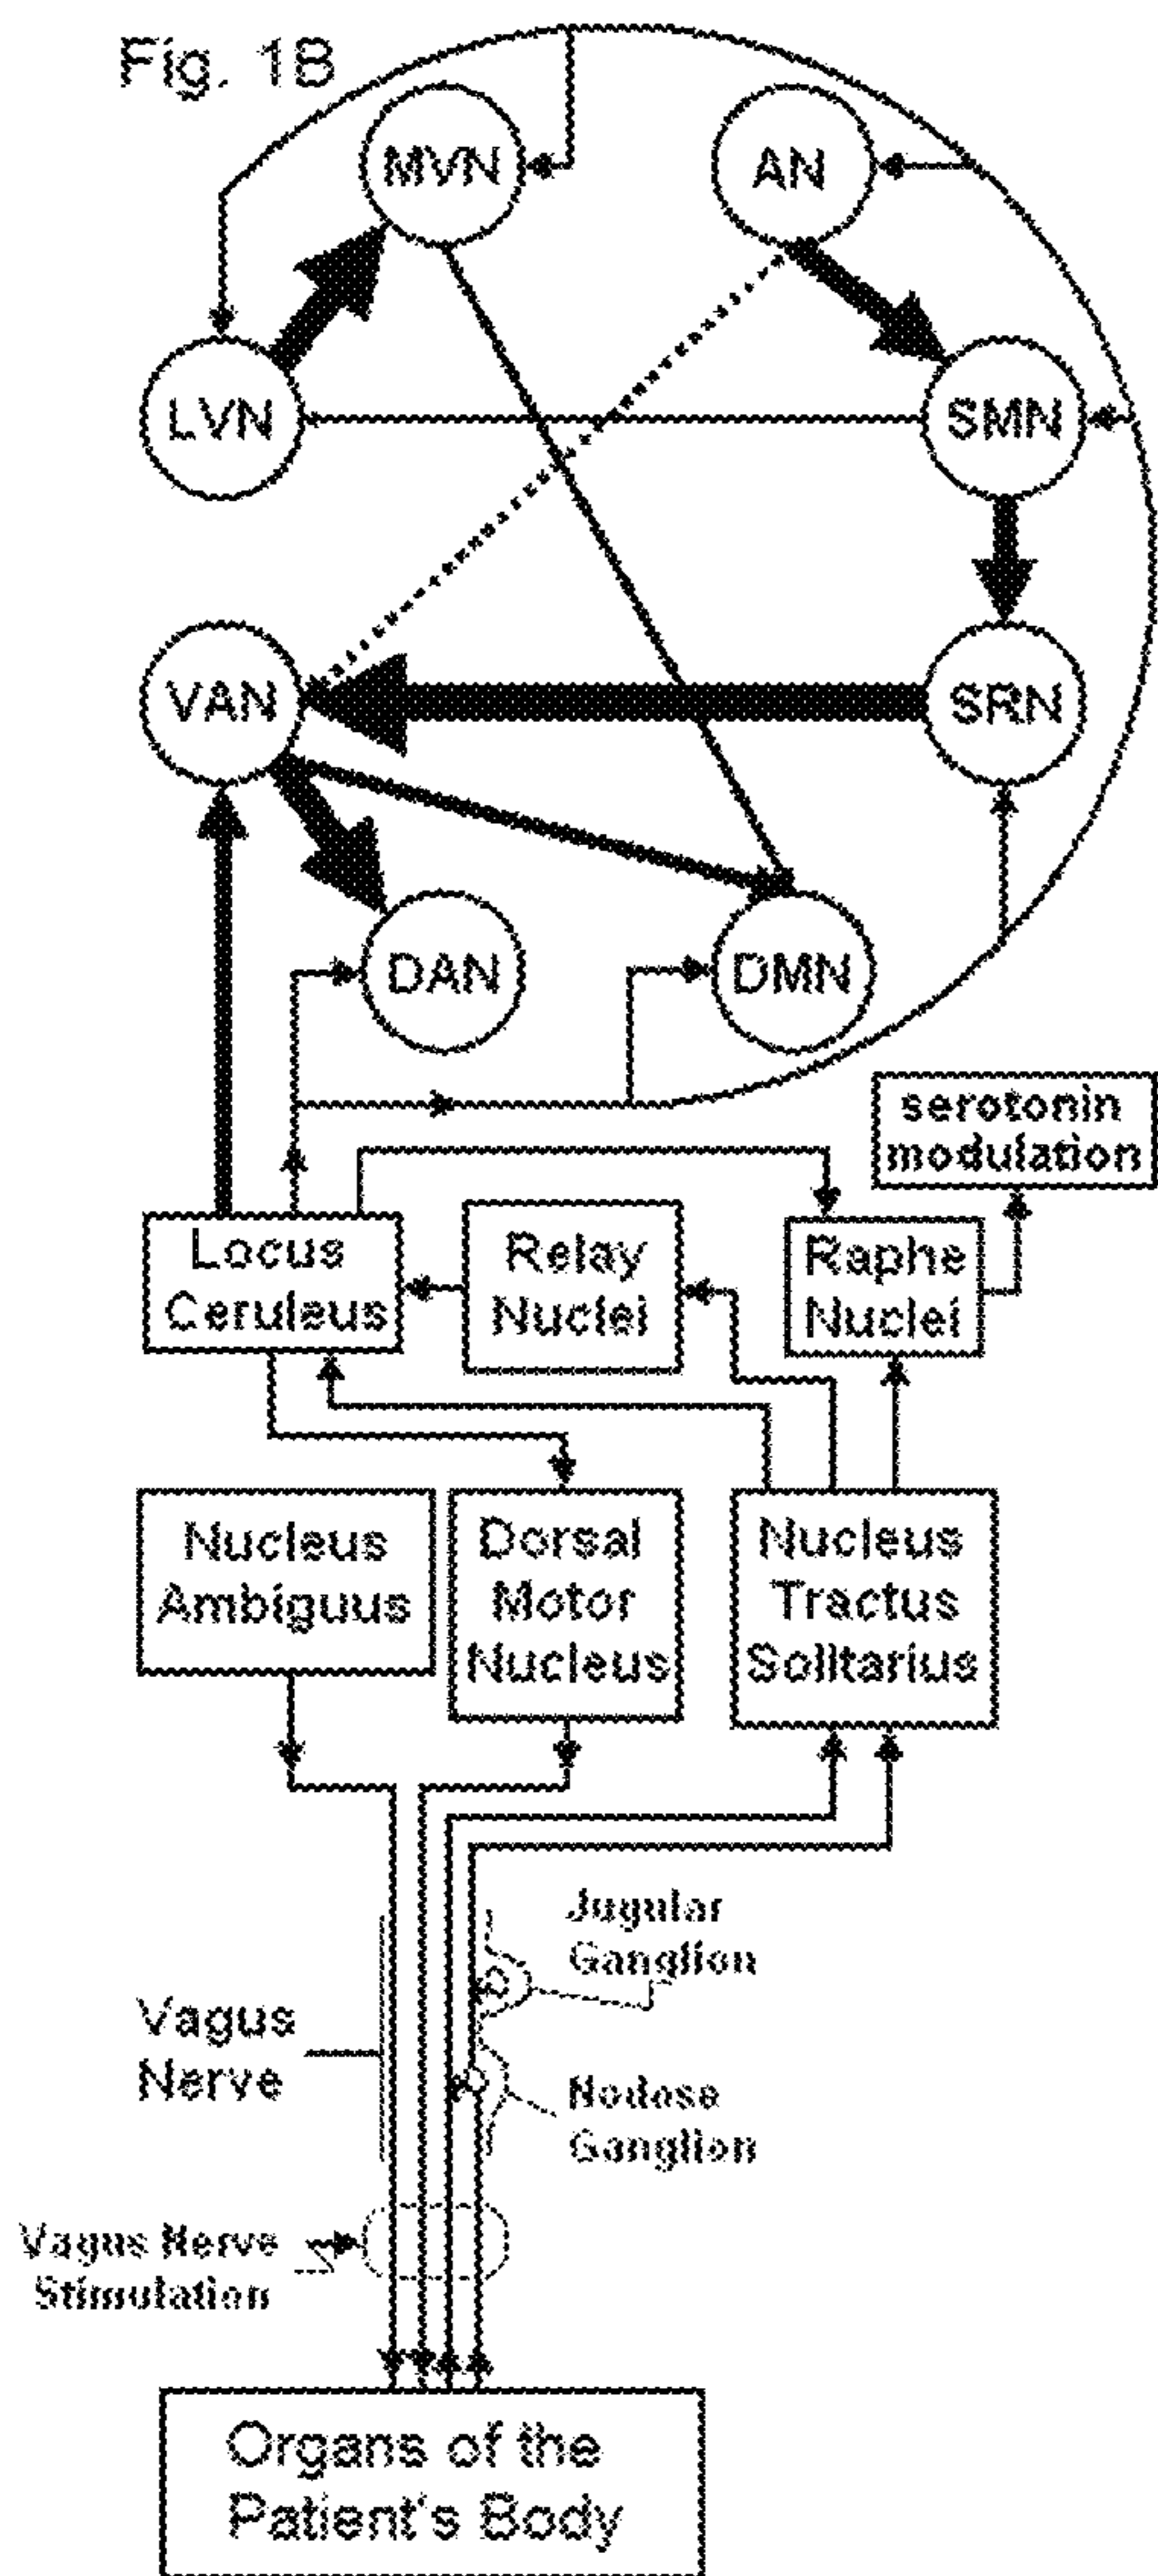 Fig. 1B
MVN
AN
LVN
SMN
VAN
SRN
DAN
DMN
serotonin
modulation
Locus
Ceruleus
Relay
Nuclei
Raphe
Nuclei
Nucleus
Ambiguus
Dorsal
Motor
Nucleus
Nucleus
Tractus
Solitarius
Jugular
Ganglion
Vagus
Nerve
Nodose
Ganglion
Vagus Nerve
Stimulation
Organs of the
Patient's Body